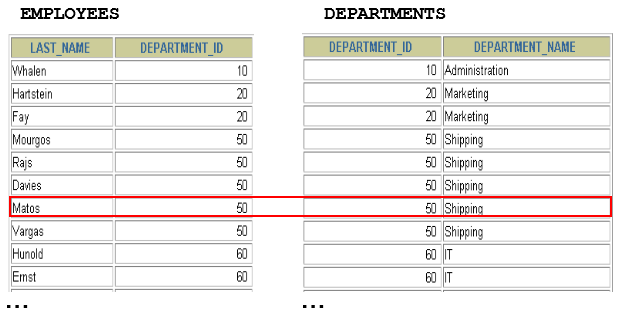 EMPLOYEES DEPARTMENTS
LAST_NAME DEPARTMENT_ID DEPARTMENT_ID DEPARTMENT_NAME
Whalen 10 10 Administration
Hartstein 20 20 Marketing
Fay 20 20 Marketing
Mourgos 50 50 Shipping
Rajs 50 50 Shipping
Davies 50 50 Shipping
Matos 50 50 Shipping
Vargas 50 50 Shipping
Hunold 60 60 IT
Ernst 60 60 IT
... ...